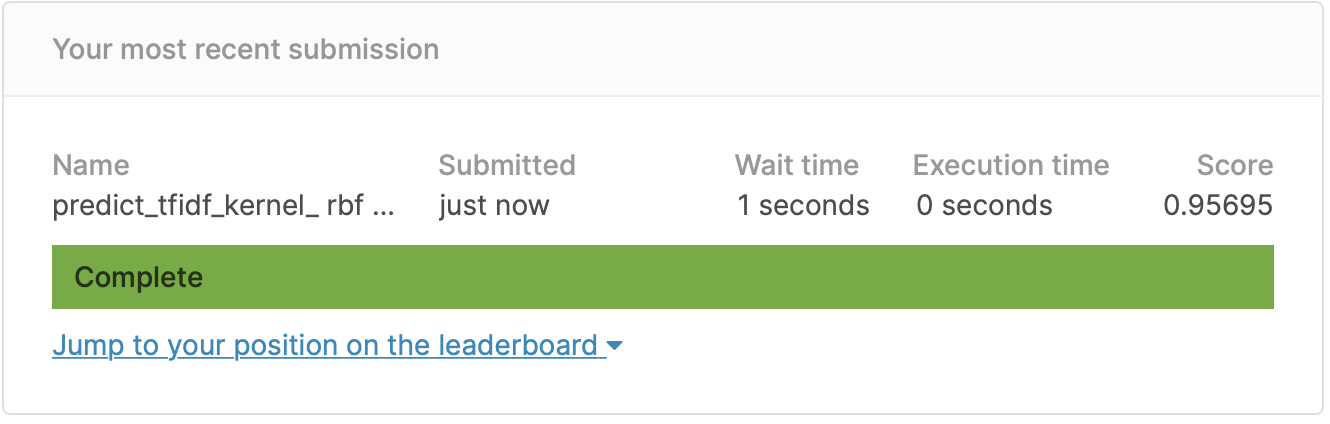 Your most recent submission
Name Submitted Wait time Execution time Score
predict_tfidf_kernel_ rbf ... just now 1 seconds 0 seconds 0.95695
Complete
Jump to your position on the leaderboard